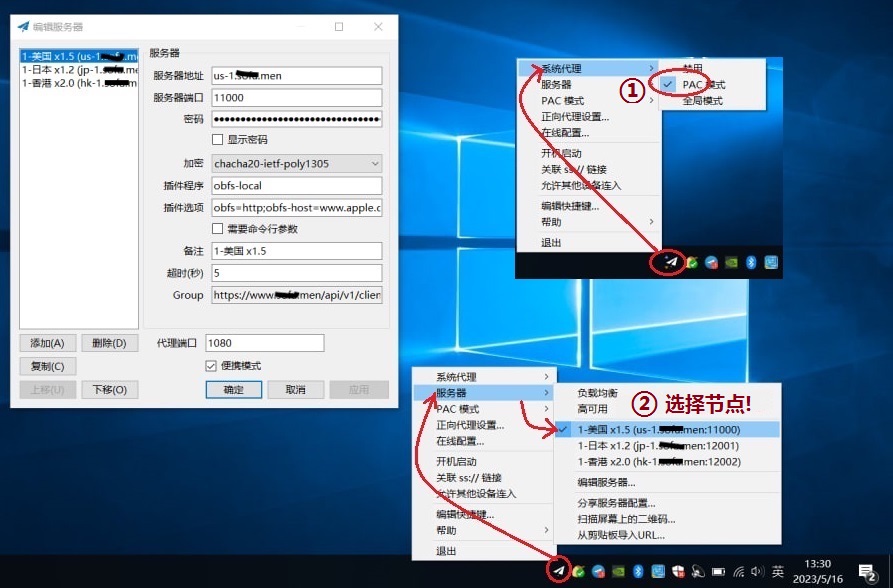 编辑服务器
1-美国 x1.5 (us-1.
1-日本 x1.2 (jp-1.
1-香港 x2.0 (hk-1.
服务器
服务器地址 us-1. .men
服务器端口 11000
密码 ●●●●●●●●●●●●●●●●●●●●●●●●●●●●●●●●
显示密码
加密 chacha20-ietf-poly1305
插件程序 obfs-local
插件选项 obfs=http;obfs-host=www.apple.c
需要命令行参数
备注 1-美国 x1.5
超时(秒) 5
Group https://www. .men/api/v1/clien
添加(A) 删除(D)
代理端口 1080
复制(C)
便携模式
上移(U) 下移(O)
确定 取消 应用
系统代理
服务器
PAC 模式
正向代理设置...
在线配置...
开机启动
关联 ss:// 链接
允许其他设备连入
编辑快捷键...
帮助
退出
①
禁用
PAC 模式
全局模式
系统代理
服务器
PAC 模式
正向代理设置...
在线配置...
开机启动
关联 ss:// 链接
允许其他设备连入
编辑快捷键...
帮助
退出
负载均衡
高可用
② 选择节点!
1-美国 x1.5 (us-1. .men:11000)
1-日本 x1.2 (jp-1. .men:12001)
1-香港 x2.0 (hk-1. .men:12002)
编辑服务器...
分享服务器配置...
扫描屏幕上的二维码...
从剪贴板导入URL...
英
13:30
2023/5/16
2